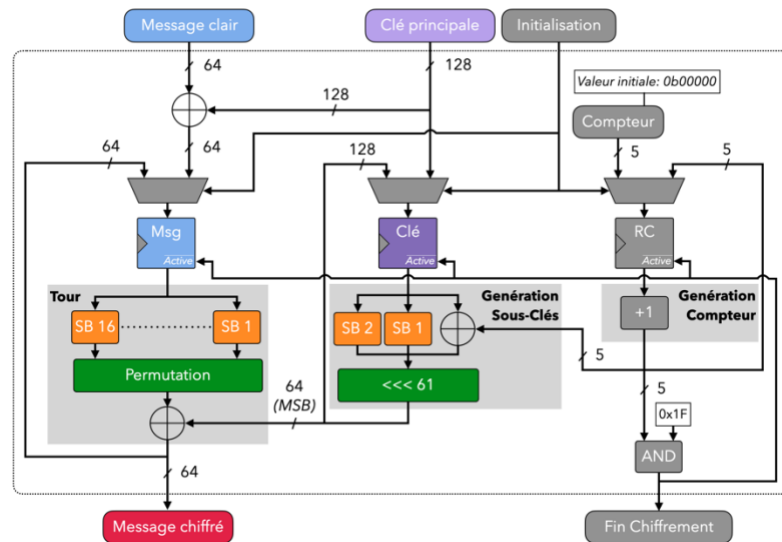 Message clair
Clé principale
Initialisation
64
128
Valeur initiale: 0b00000
128
Compteur
64
64
128
5
5
Msg
Active
Clé
Active
RC
Active
Tour
Genération
Sous-Clés
Genération
Compteur
SB 16
SB 1
SB 2
SB 1
+1
5
Permutation
<<< 61
64
(MSB)
5
0x1F
AND
64
Message chiffré
Fin Chiffrement